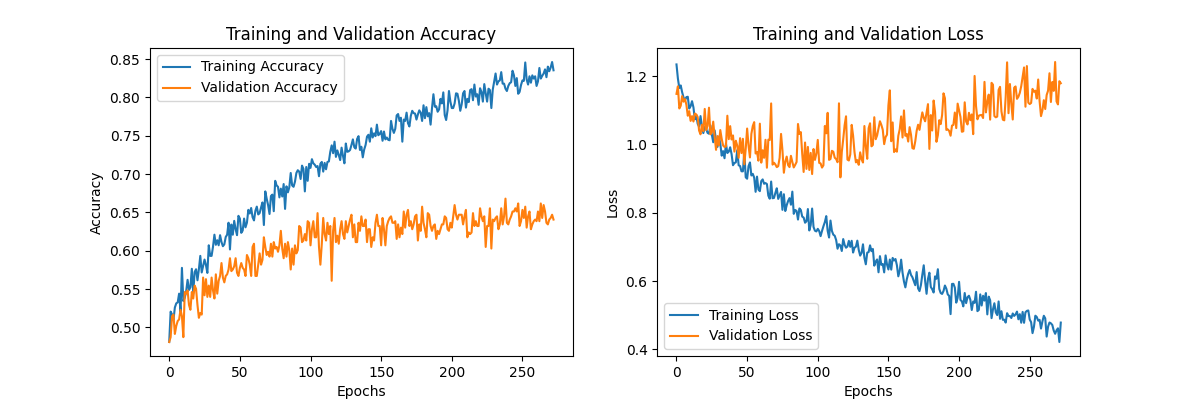 Training and Validation Accuracy
0.85
0.80
0.75
0.70
0.65
0.60
0.55
0.50
Accuracy
Training Accuracy
Validation Accuracy
0
50
100
150
200
250
Epochs
Training and Validation Loss
1.2
1.0
0.8
0.6
0.4
Loss
Training Loss
Validation Loss
0
50
100
150
200
250
Epochs